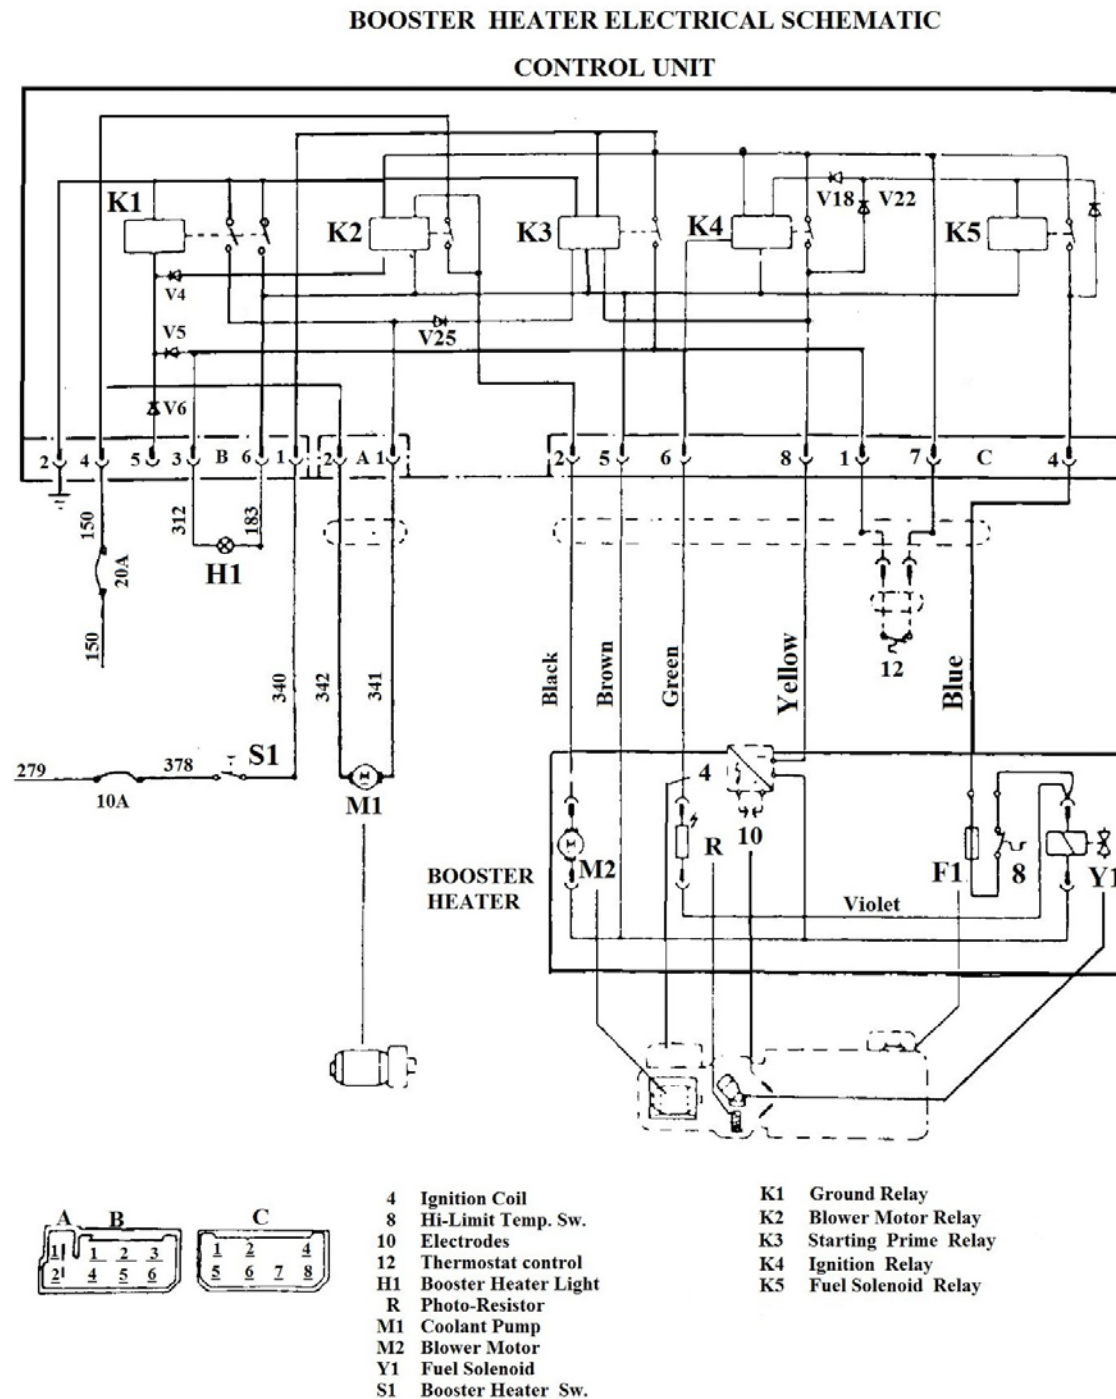 BOOSTER HEATER ELECTRICAL SCHEMATIC
CONTROL UNIT
K1
K2
K3
K4
V18
V22
K5
V4
V25
V5
V6
2 4 5 3 B 6 1 2 A 1 2 5 6 8 1 7 C 4
150
312
183
20A
H1
150
340
342
341
Black
Brown
Green
Yellow
12
Blue
279
378
S1
10A
M1
M
4
10
R
M
M2
F1
8
Y1
BOOSTER
HEATER
Violet
A B C
1 1 2 3 1 2 4
2 4 5 6 5 6 7 8
4 Ignition Coil
8 Hi-Limit Temp. Sw.
10 Electrodes
12 Thermostat control
H1 Booster Heater Light
R Photo-Resistor
M1 Coolant Pump
M2 Blower Motor
Y1 Fuel Solenoid
S1 Booster Heater Sw.
K1 Ground Relay
K2 Blower Motor Relay
K3 Starting Prime Relay
K4 Ignition Relay
K5 Fuel Solenoid Relay